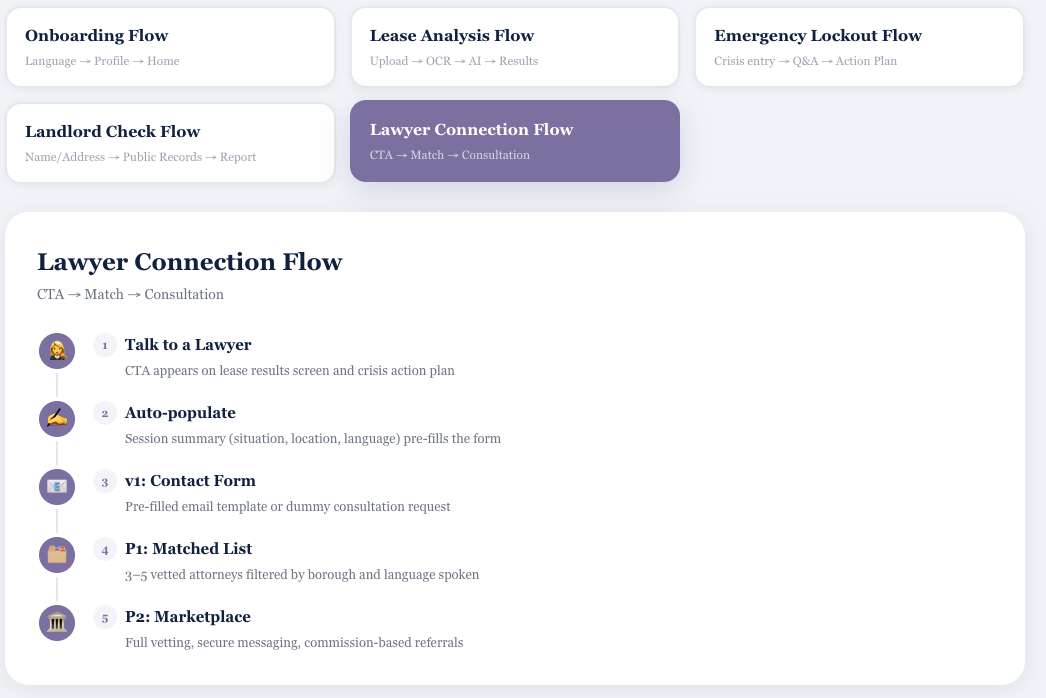 Onboarding Flow
Language → Profile → Home
Lease Analysis Flow
Upload → OCR → AI → Results
Emergency Lockout Flow
Crisis entry → Q&A → Action Plan
Landlord Check Flow
Name/Address → Public Records → Report
Lawyer Connection Flow
CTA → Match → Consultation
Lawyer Connection Flow
CTA → Match → Consultation
1 Talk to a Lawyer
CTA appears on lease results screen and crisis action plan
2 Auto-populate
Session summary (situation, location, language) pre-fills the form
3 v1: Contact Form
Pre-filled email template or dummy consultation request
4 P1: Matched List
3–5 vetted attorneys filtered by borough and language spoken
5 P2: Marketplace
Full vetting, secure messaging, commission-based referrals